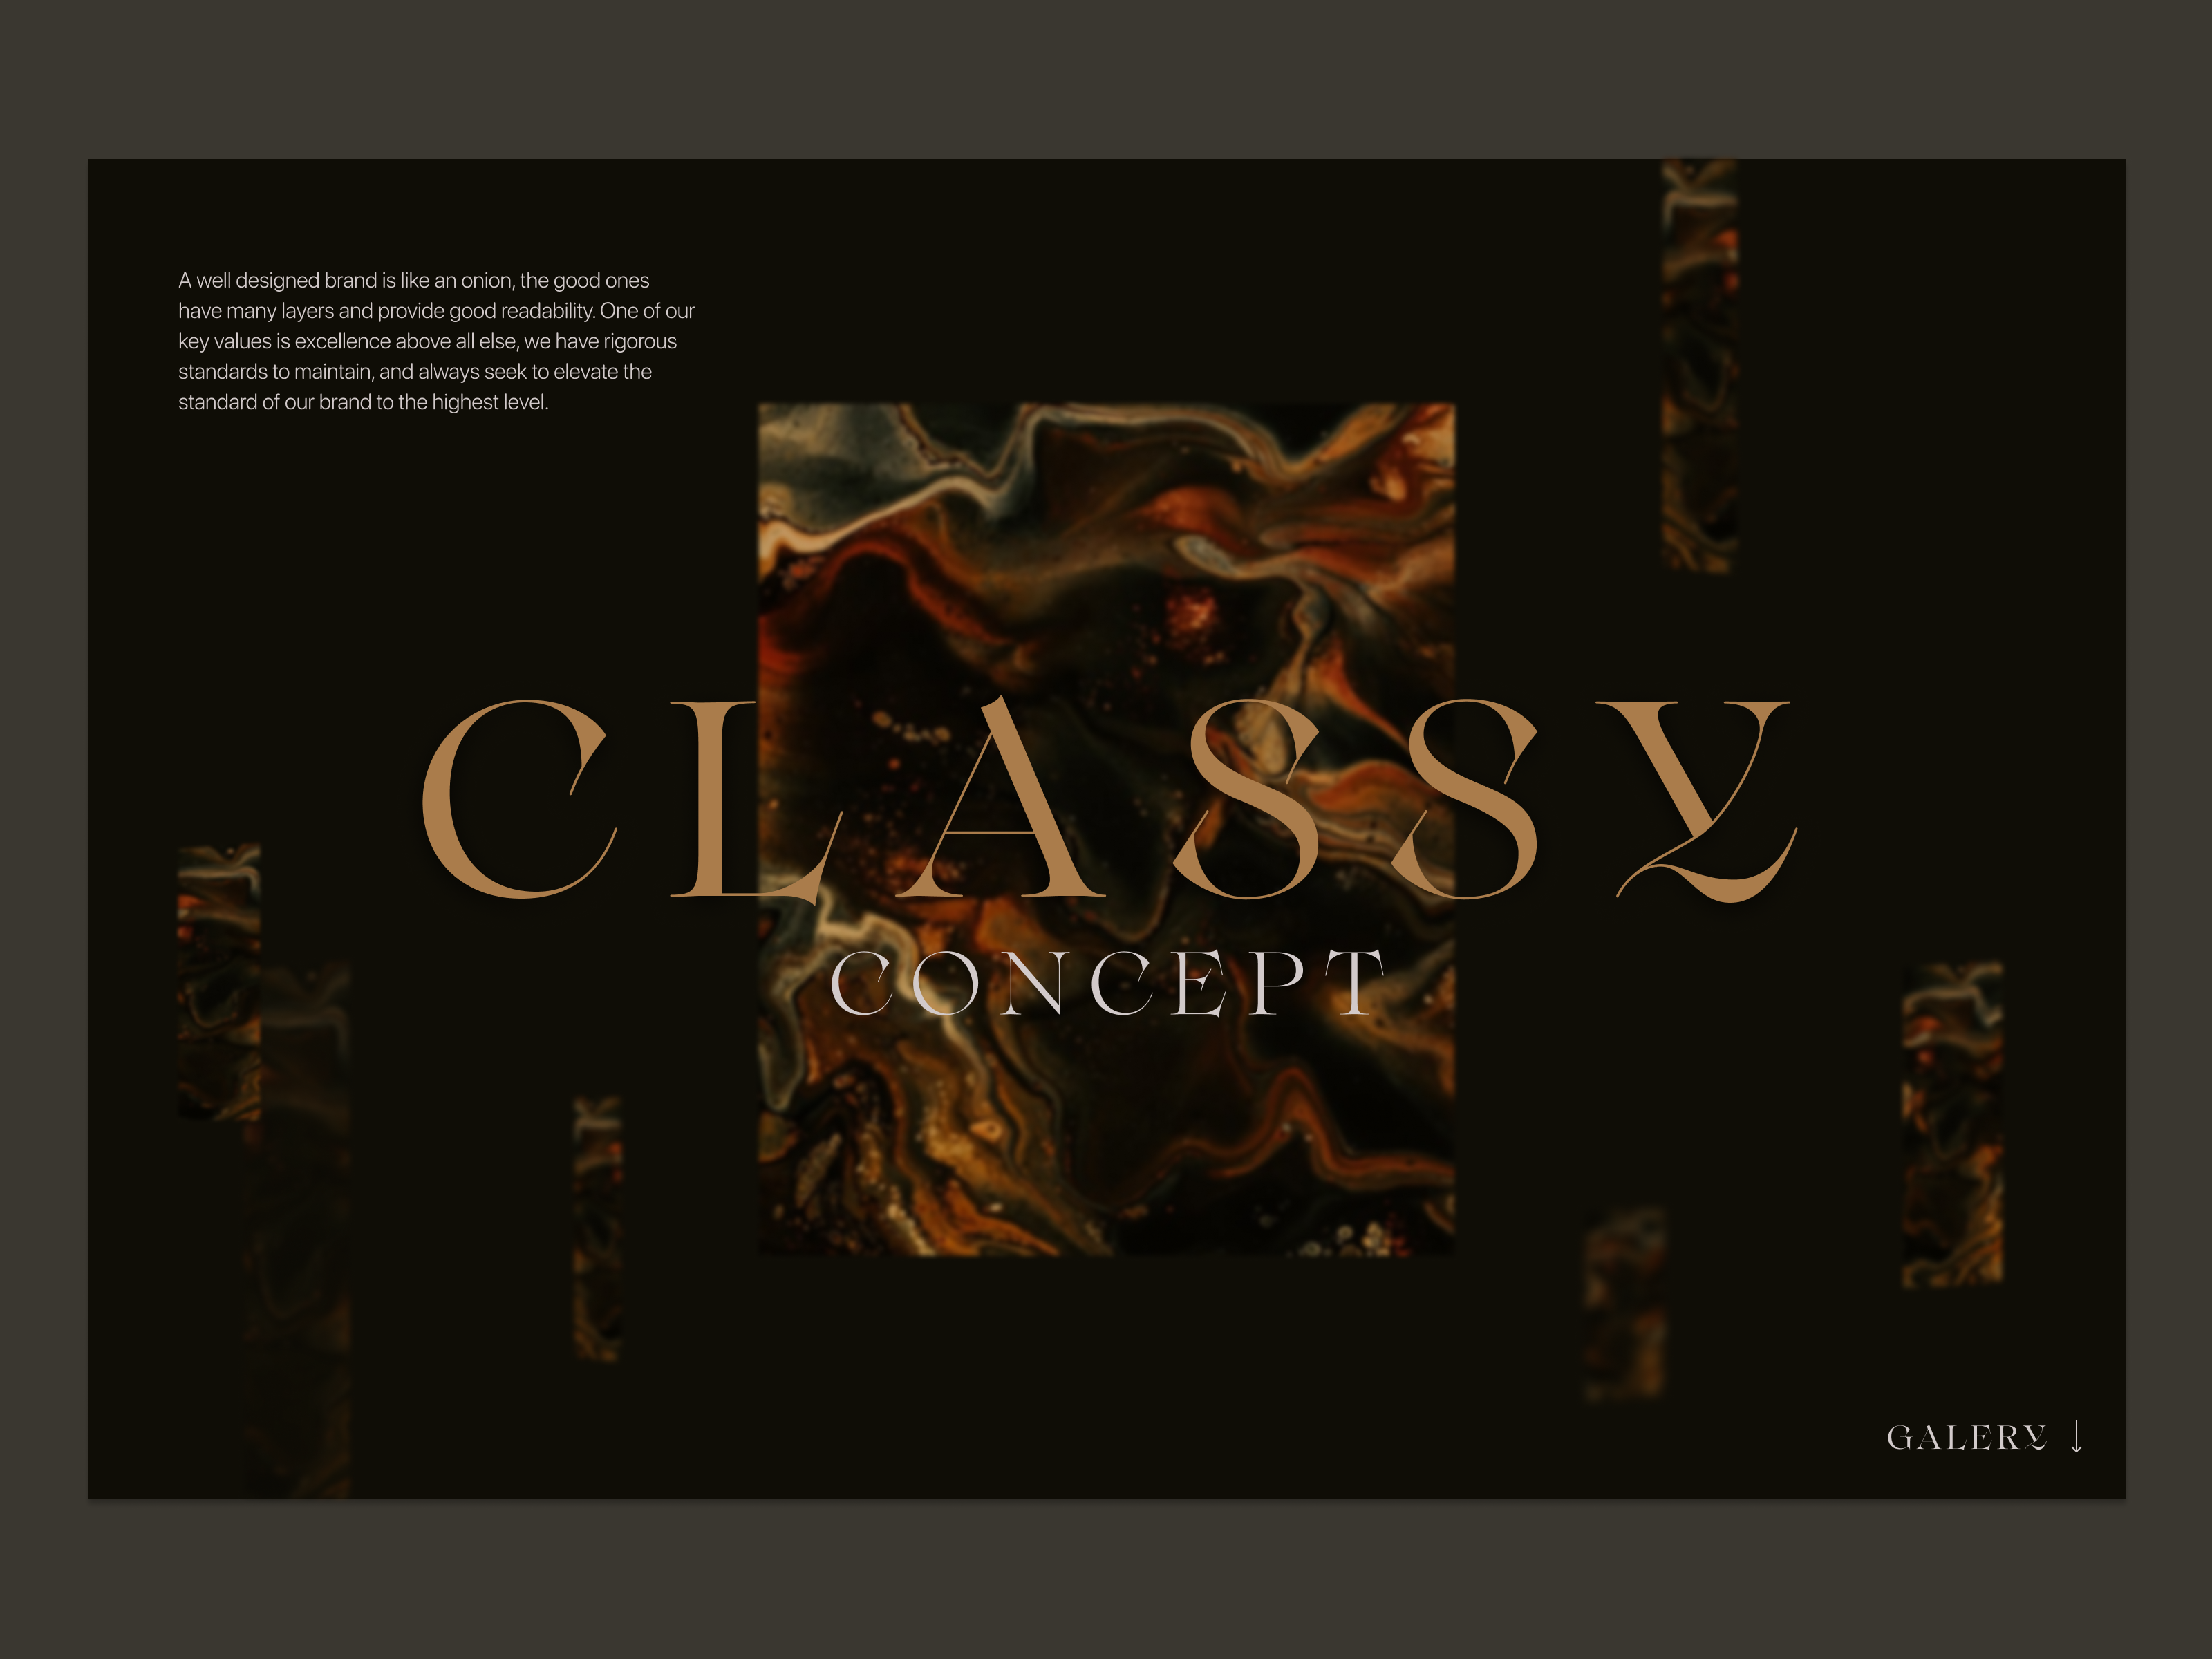 A well designed brand is like an onion, the good ones
have many layers and provide good readability. One of our
key values is excellence above all else, we have rigorous
standards to maintain, and always seek to elevate the
standard of our brand to the highest level.
CLASSY
CONCEPT
GALERY ↓